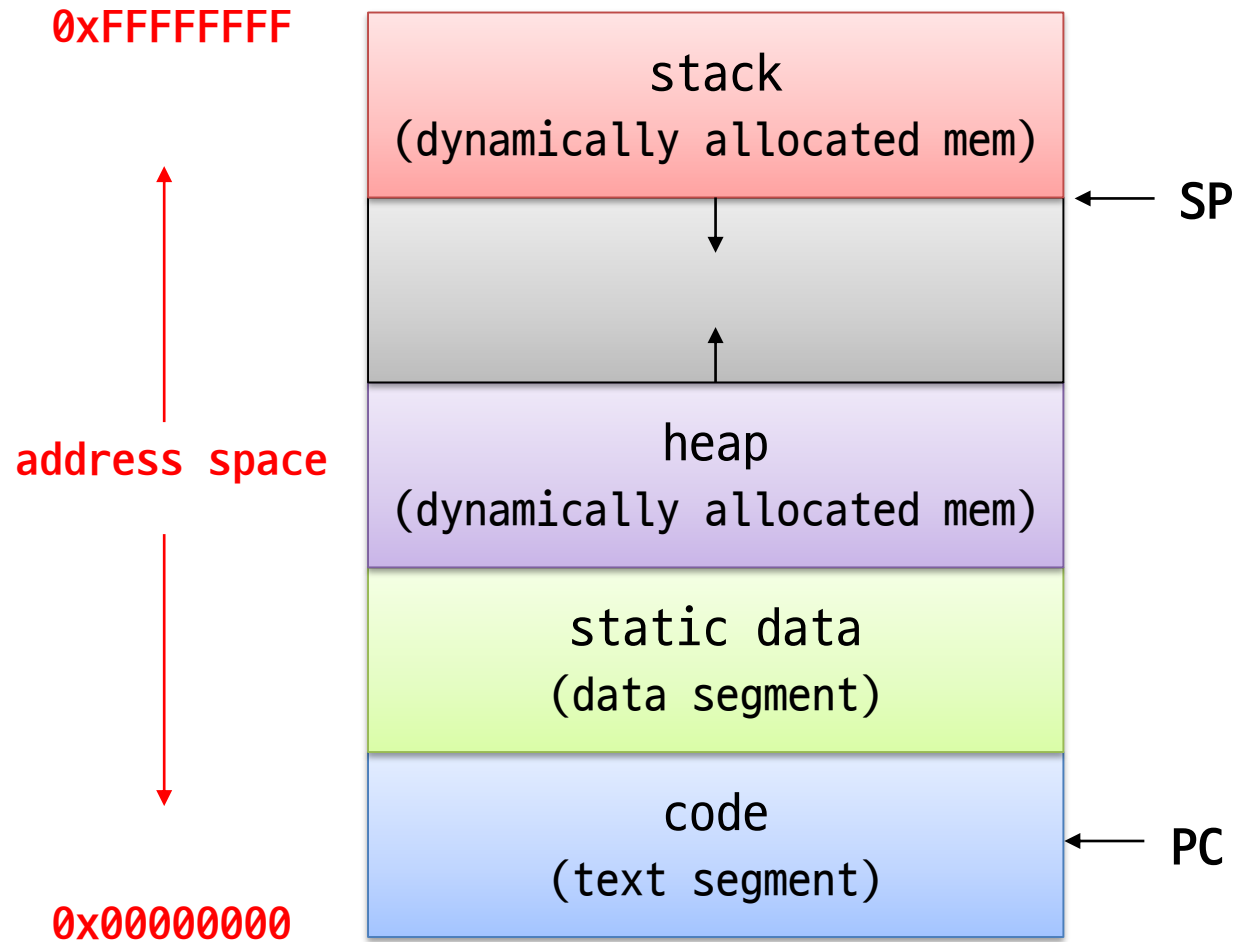 0xFFFFFFFF
stack
(dynamically allocated mem)
SP
address space
heap
(dynamically allocated mem)
static data
(data segment)
code
(text segment)
PC
0x00000000